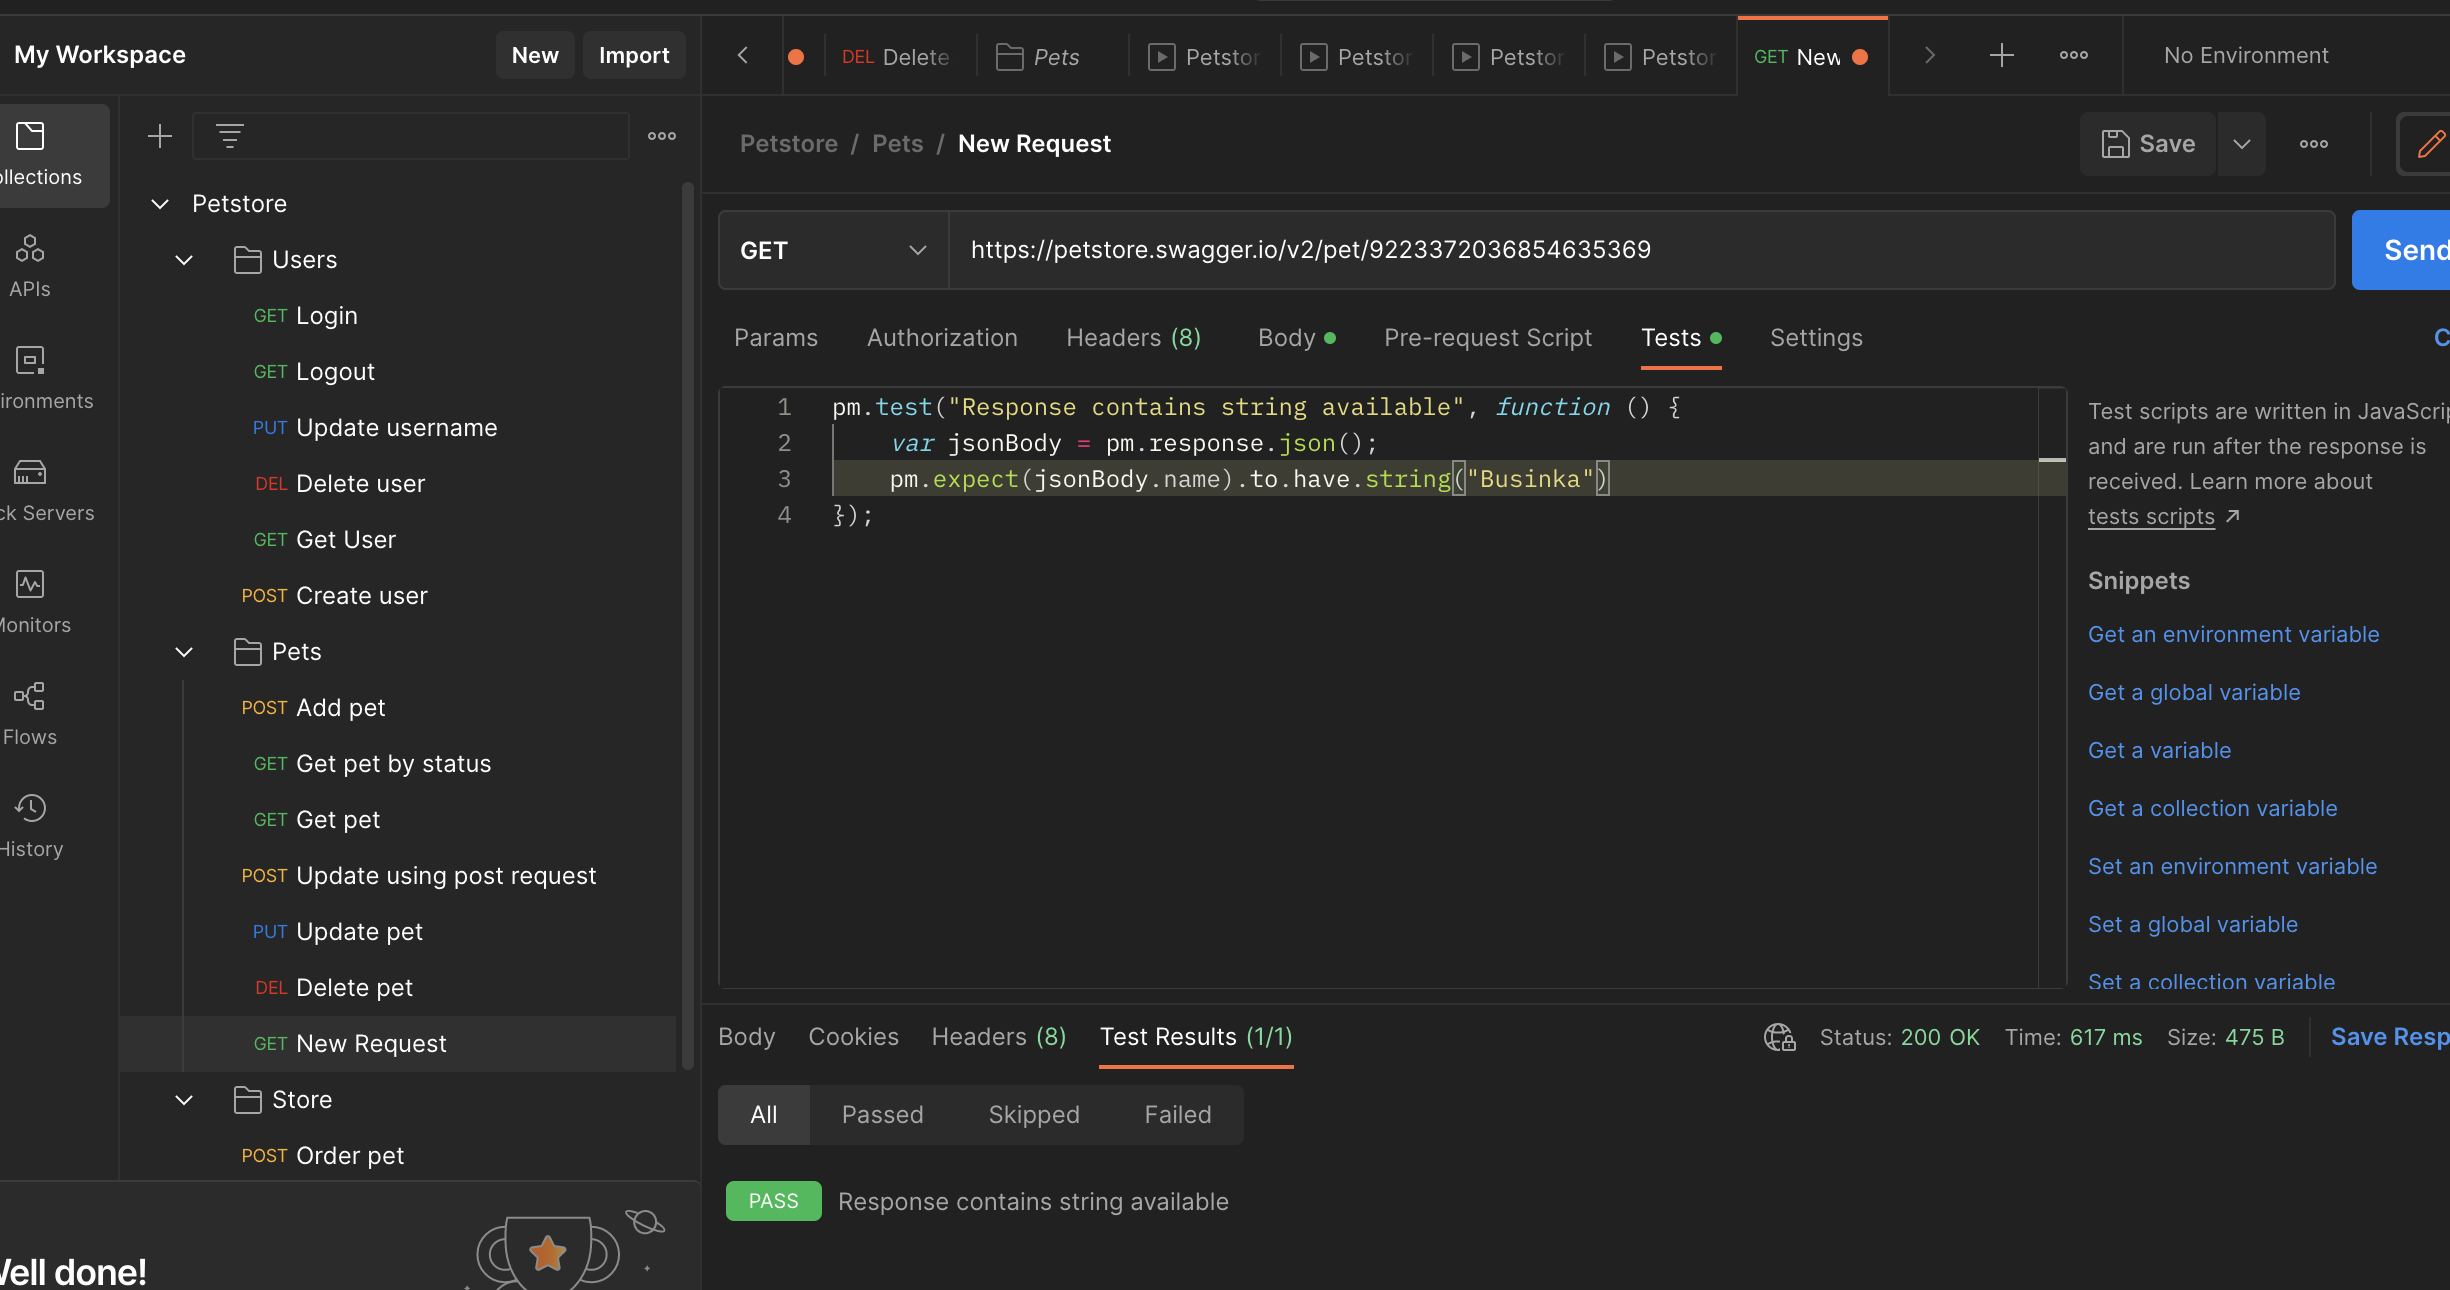 My Workspace
New
Import
DEL Delete
Pets
Petstor
Petstor
Petstor
Petstor
GET New
No Environment
ollections
APIs
ironments
ck Servers
Monitors
Flows
History
Petstore
Users
GET Login
GET Logout
PUT Update username
DEL Delete user
GET Get User
POST Create user
Pets
POST Add pet
GET Get pet by status
GET Get pet
POST Update using post request
PUT Update pet
DEL Delete pet
GET New Request
Store
POST Order pet
Well done!
Petstore / Pets / New Request
Save
GET
https://petstore.swagger.io/v2/pet/9223372036854635369
Send
Params
Authorization
Headers (8)
Body
Pre-request Script
Tests
Settings
C
1 pm.test("Response contains string available", function () {
2 var jsonBody = pm.response.json();
3 pm.expect(jsonBody.name).to.have.string("Businka")
4 });
Test scripts are written in JavaScrip
and are run after the response is
received. Learn more about
tests scripts ↗
Snippets
Get an environment variable
Get a global variable
Get a variable
Get a collection variable
Set an environment variable
Set a global variable
Set a collection variable
Body
Cookies
Headers (8)
Test Results (1/1)
Status: 200 OK
Time: 617 ms
Size: 475 B
Save Resp
All
Passed
Skipped
Failed
PASS Response contains string available